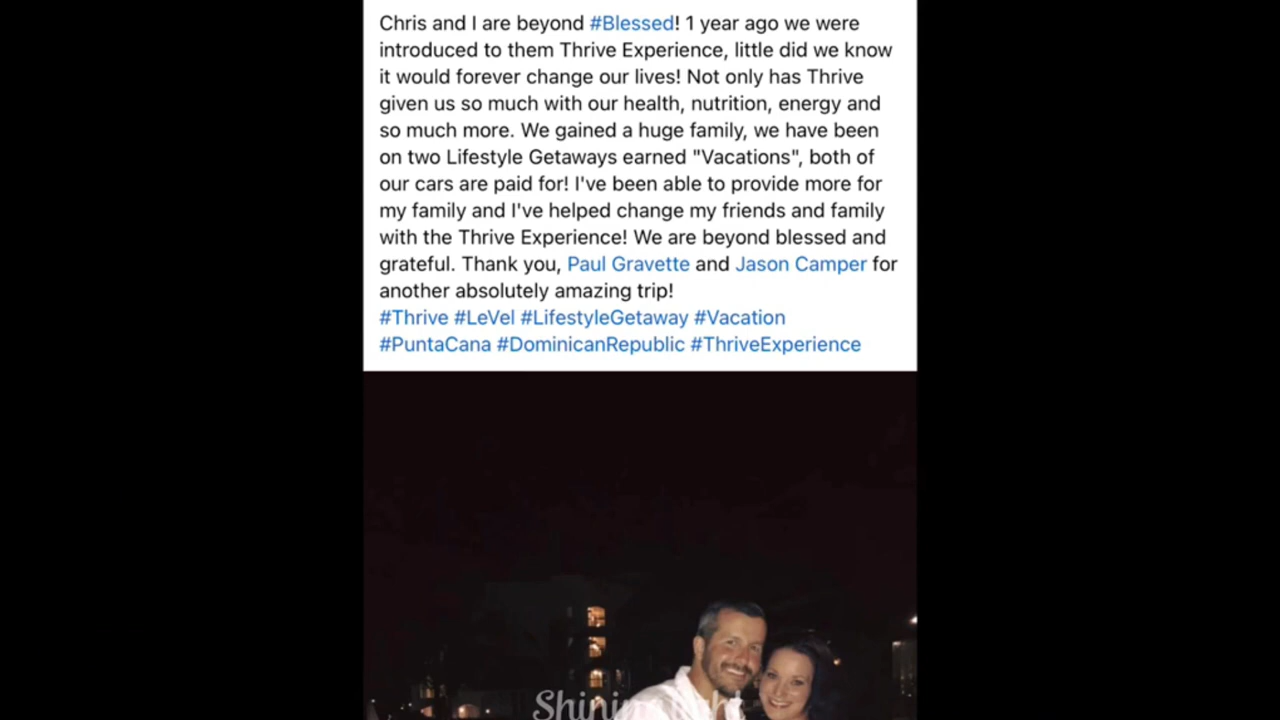 Chris and I are beyond #Blessed! 1 year ago we were
introduced to them Thrive Experience, little did we know
it would forever change our lives! Not only has Thrive
given us so much with our health, nutrition, energy and
so much more. We gained a huge family, we have been
on two Lifestyle Getaways earned "Vacations", both of
our cars are paid for! I've been able to provide more for
my family and I've helped change my friends and family
with the Thrive Experience! We are beyond blessed and
grateful. Thank you, Paul Gravette and Jason Camper for
another absolutely amazing trip!
#Thrive #LeVel #LifestyleGetaway #Vacation
#PuntaCana #DominicanRepublic #ThriveExperience
Shining